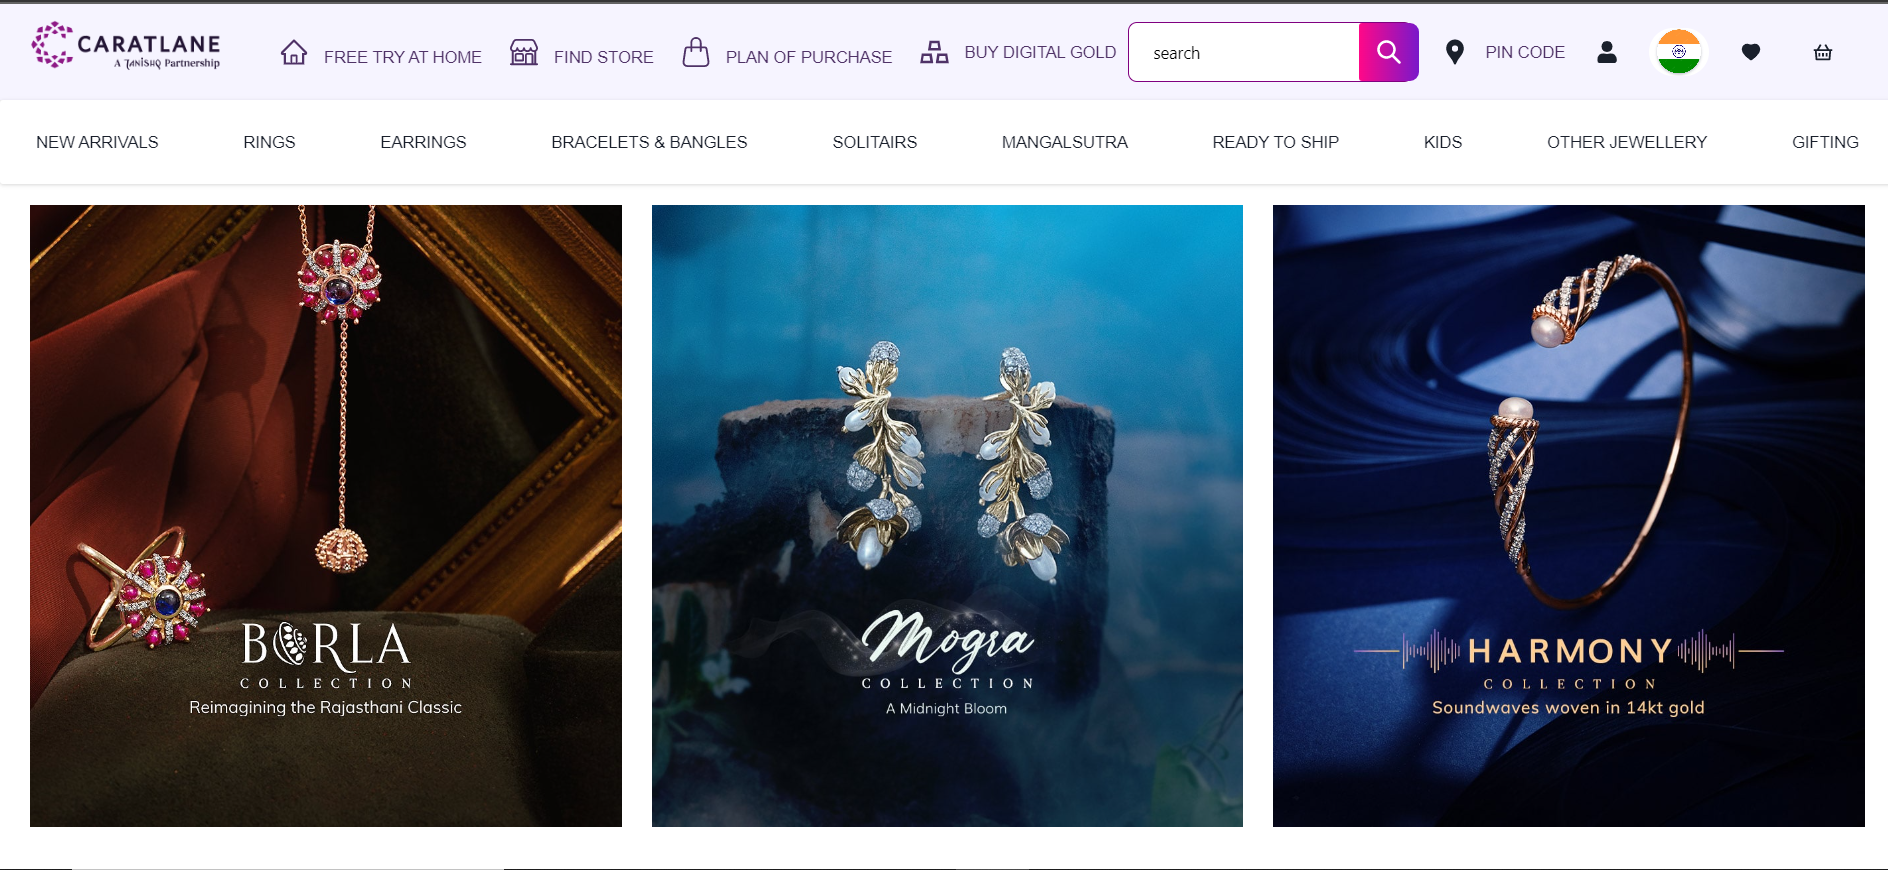 CARATLANE
A TANISHQ Partnership
FREE TRY AT HOME
FIND STORE
PLAN OF PURCHASE
BUY DIGITAL GOLD
search
PIN CODE
NEW ARRIVALS
RINGS
EARRINGS
BRACELETS & BANGLES
SOLITAIRS
MANGALSUTRA
READY TO SHIP
KIDS
OTHER JEWELLERY
GIFTING
BORLA
COLLECTION
Reimagining the Rajasthani Classic
Mogra
COLLECTION
A Midnight Bloom
HARMONY
COLLECTION
Soundwaves woven in 14kt gold